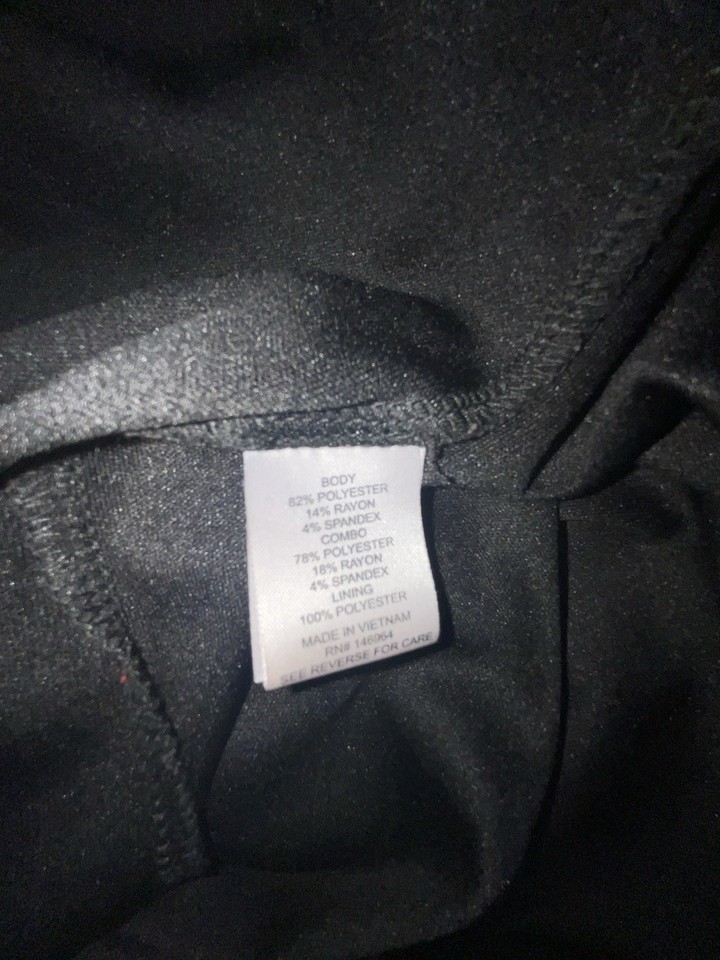 BODY
82% POLYESTER
14% RAYON
4% SPANDEX
COMBO
78% POLYESTER
18% RAYON
4% SPANDEX
LINING
100% POLYESTER
MADE IN VIETNAM
RN# 146964
SEE REVERSE FOR CARE